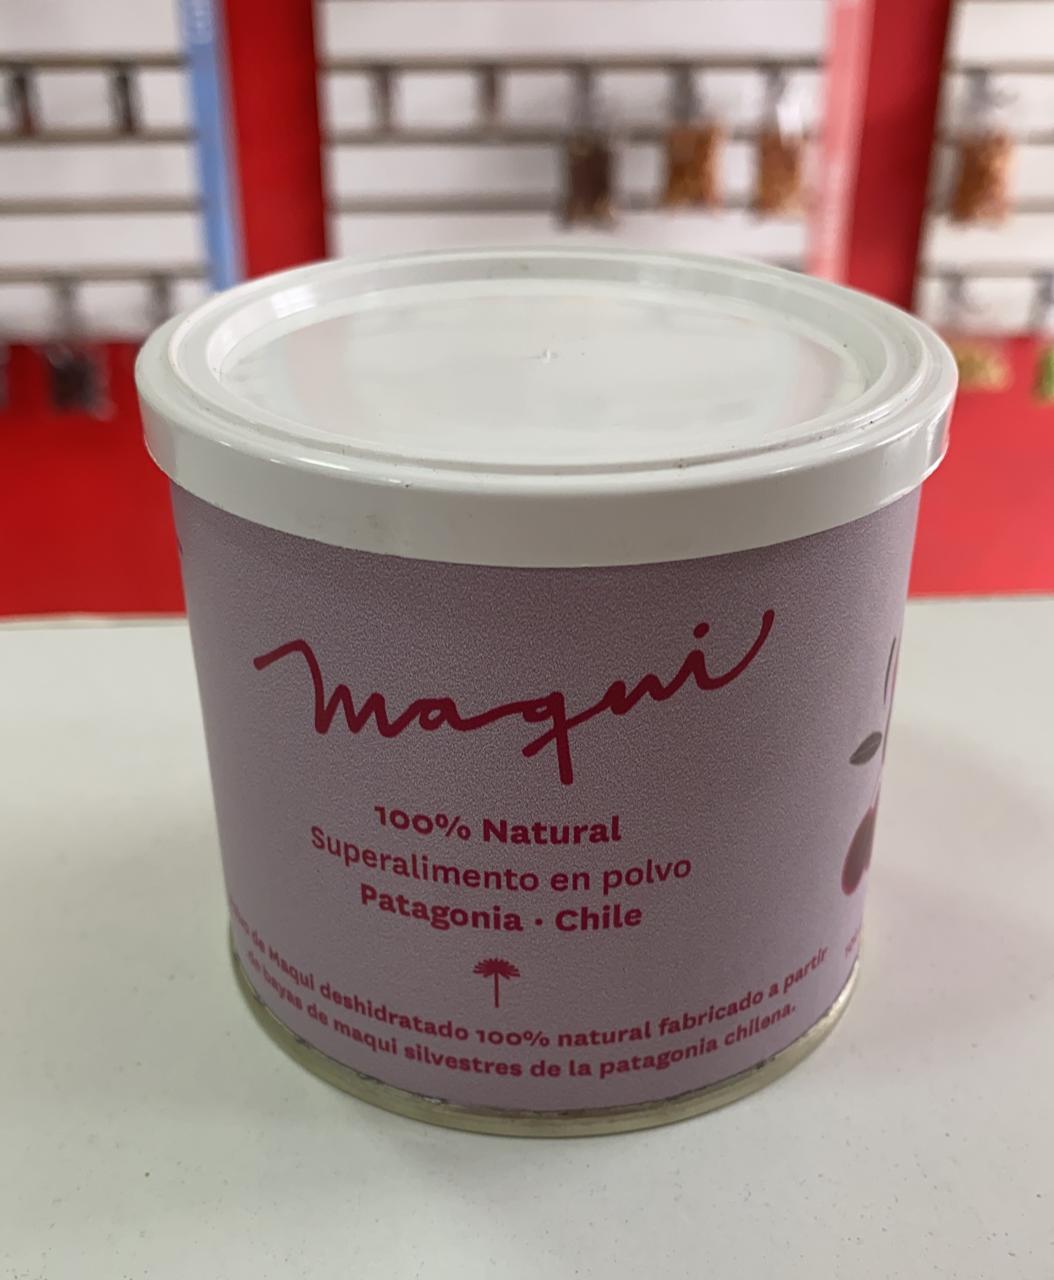 maqui
100% Natural
Superalimento en polvo
Patagonia · Chile
de Maqui deshidratado 100% natural fabricado a partir
de bayas de maqui silvestres de la patagonia chilena.